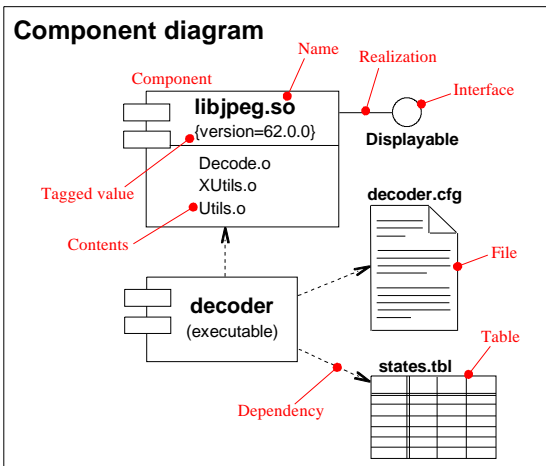 Component diagram
Name
Realization
Component
Interface
libjpeg.so
{version=62.0.0}
Displayable
Tagged value
Decode.o
XUtils.o
Utils.o
Contents
decoder.cfg
File
decoder
(executable)
Table
states.tbl
Dependency